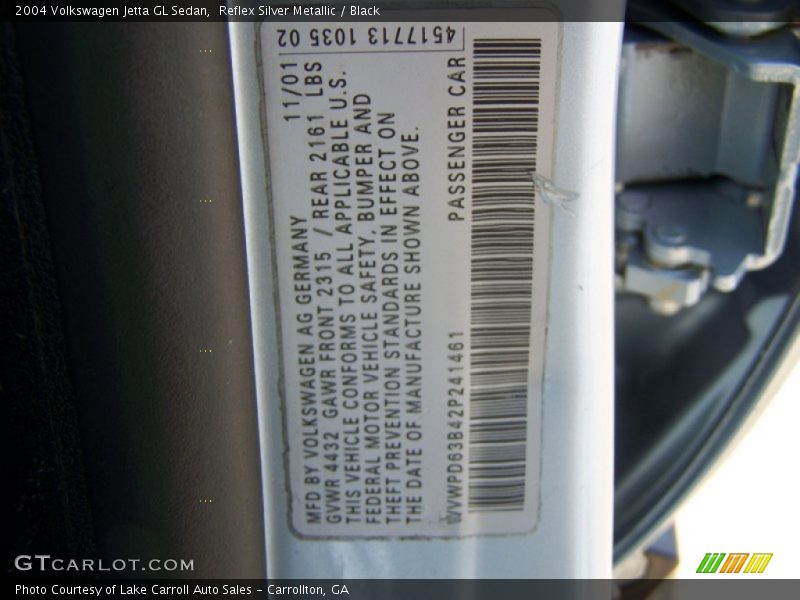 2004 Volkswagen Jetta GL Sedan,  Reflex Silver Metallic / Black
4517713 1035 02
MFD BY VOLKSWAGEN AG GERMANY 11/01
GVWR 4432 GAWR FRONT 2315 / REAR 2161 LBS
THIS VEHICLE CONFORMS TO ALL APPLICABLE U.S.
FEDERAL MOTOR VEHICLE SAFETY, BUMPER AND
THEFT PREVENTION STANDARDS IN EFFECT ON
THE DATE OF MANUFACTURE SHOWN ABOVE.
WVWPD63B42P241461 PASSENGER CAR
GTCARLOT.COM
Photo Courtesy of Lake Carroll Auto Sales - Carrollton, GA